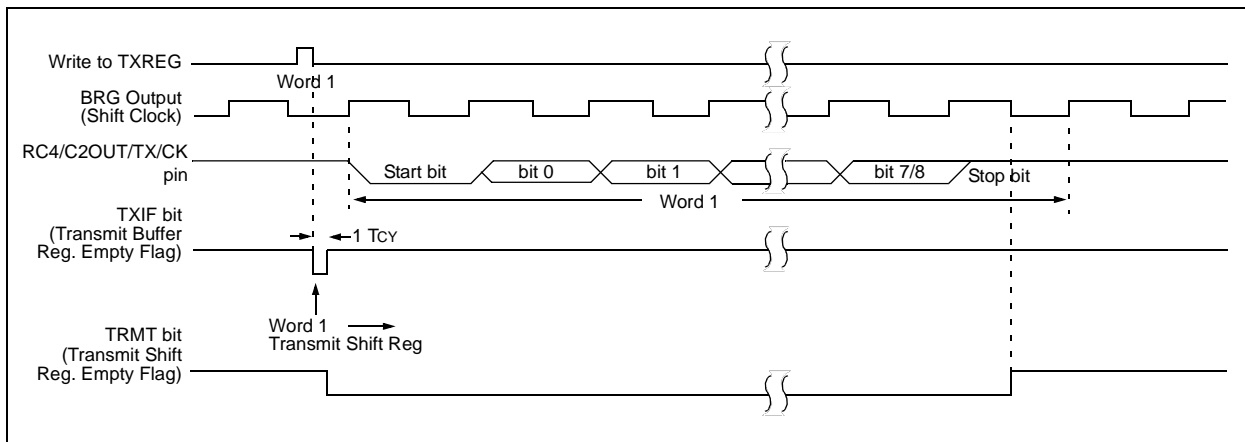 Write to TXREG
Word 1
BRG Output
(Shift Clock)
RC4/C2OUT/TX/CK
pin
Start bit
bit 0
bit 1
bit 7/8
Stop bit
Word 1
TXIF bit
(Transmit Buffer
Reg. Empty Flag)
1 TCY
Word 1
Transmit Shift Reg
TRMT bit
(Transmit Shift
Reg. Empty Flag)